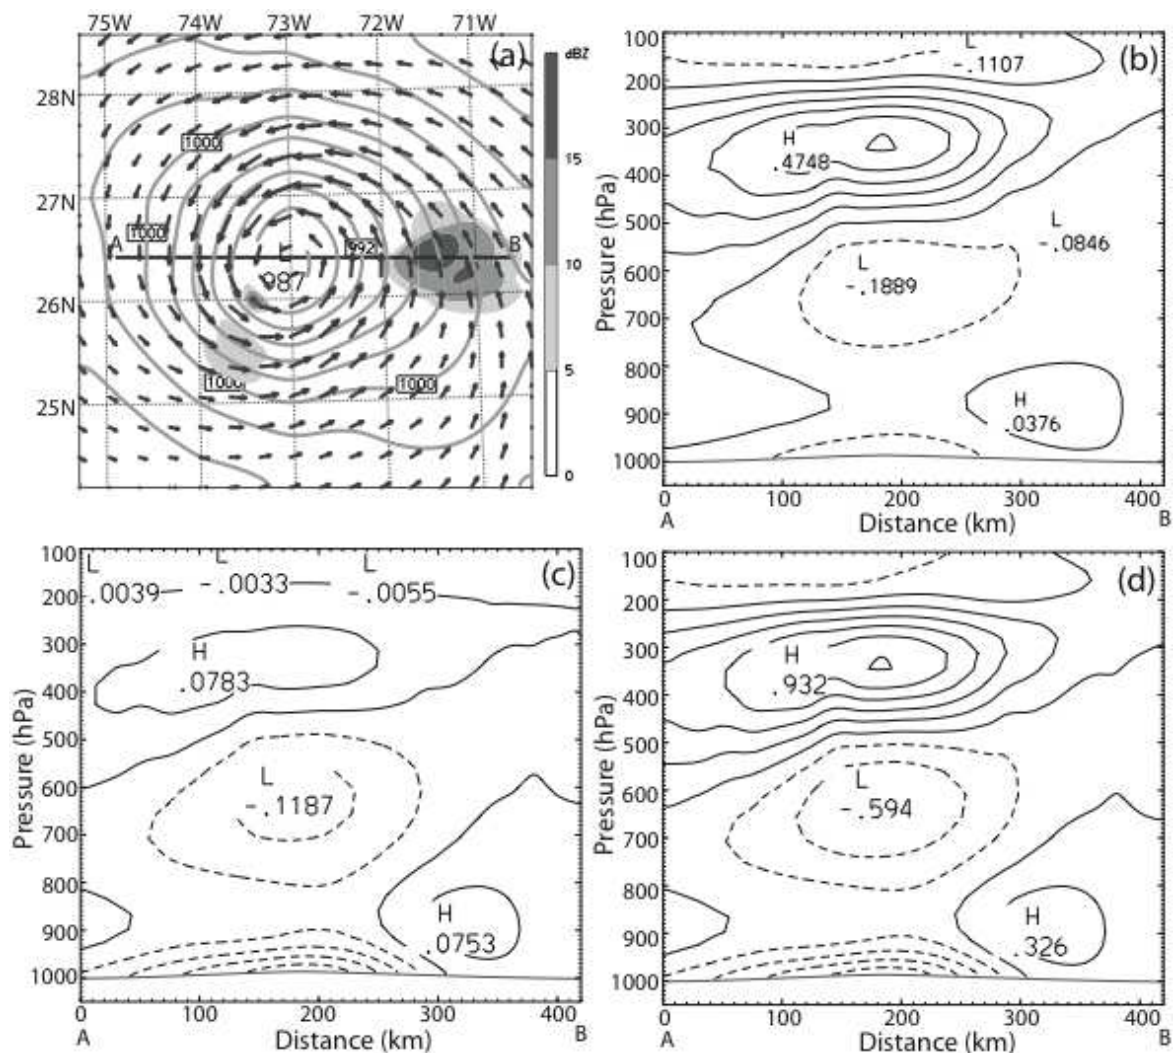 75W 74W 73W 72W 71W
(a)
dBZ
28N
27N
26N
25N
1000
1000
A
B
L
987
992
1000
1000
15
10
5
0
(b)
100
200
300
400
500
600
700
800
900
1000
Pressure (hPa)
L
-.1107
H
.4748
L
-.0846
L
-.1889
H
.0376
0 100 200 300 400
A Distance (km) B
(c)
100
200
300
400
500
600
700
800
900
1000
Pressure (hPa)
L
-.0039
L
-.0033
L
-.0055
H
.0783
L
-.1187
H
.0753
0 100 200 300 400
A Distance (km) B
(d)
100
200
300
400
500
600
700
800
900
1000
Pressure (hPa)
H
.932
L
-.594
H
.326
0 100 200 300 400
A Distance (km) B